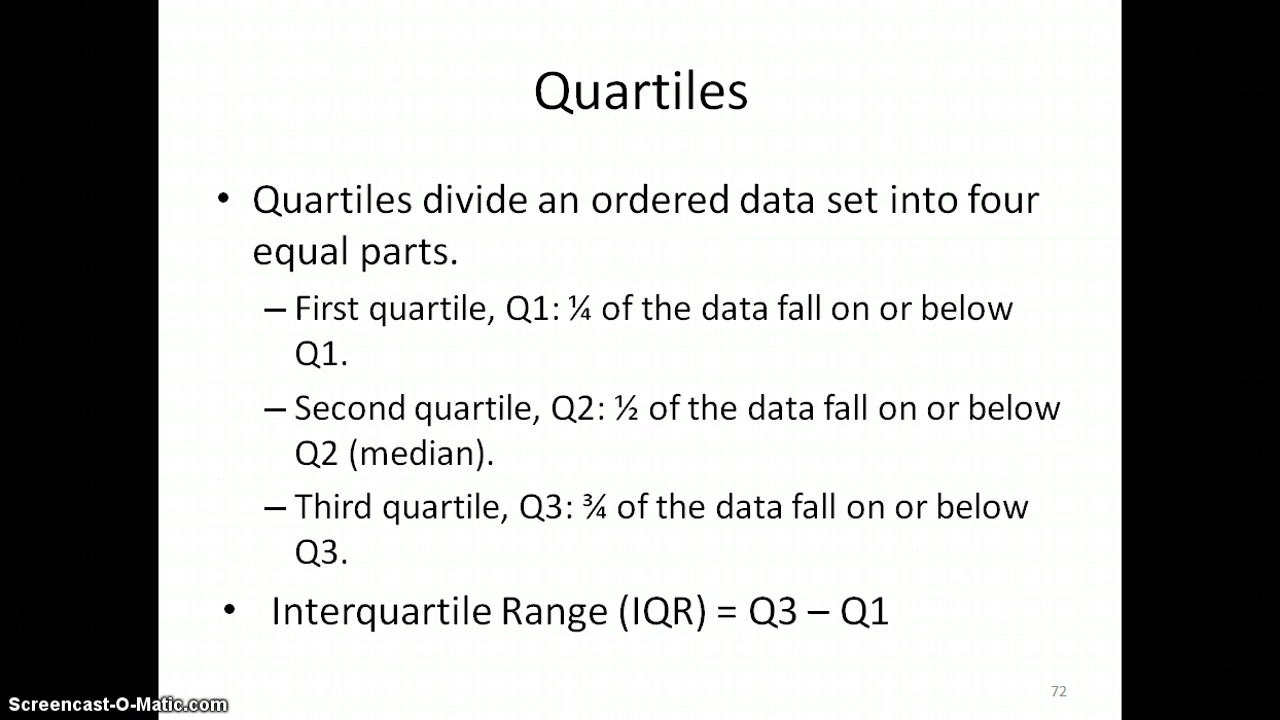 Quartiles
• Quartiles divide an ordered data set into four
equal parts.
– First quartile, Q1: ¼ of the data fall on or below
Q1.
– Second quartile, Q2: ½ of the data fall on or below
Q2 (median).
– Third quartile, Q3: ¾ of the data fall on or below
Q3.
• Interquartile Range (IQR) = Q3 – Q1
72
Screencast-O-Matic.com